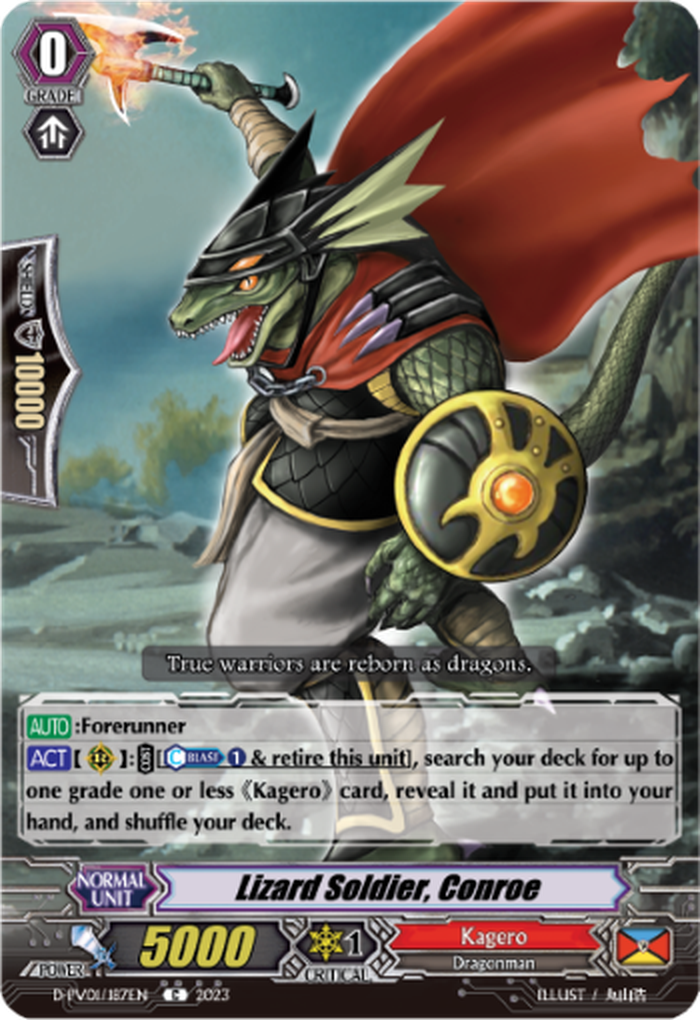 0
GRADE
SHIELD
10000
True warriors are reborn as dragons.
AUTO :Forerunner
ACT [ R ]:COST [ C BLAST 1 & retire this unit], search your deck for up to
one grade one or less 《Kagero》 card, reveal it and put it into your
hand, and shuffle your deck.
NORMAL
UNIT
Lizard Soldier, Conroe
POWER
5000
1
CRITICAL
Kagero
Dragonman
D-PV01/187EN C 2023
ILLUST /